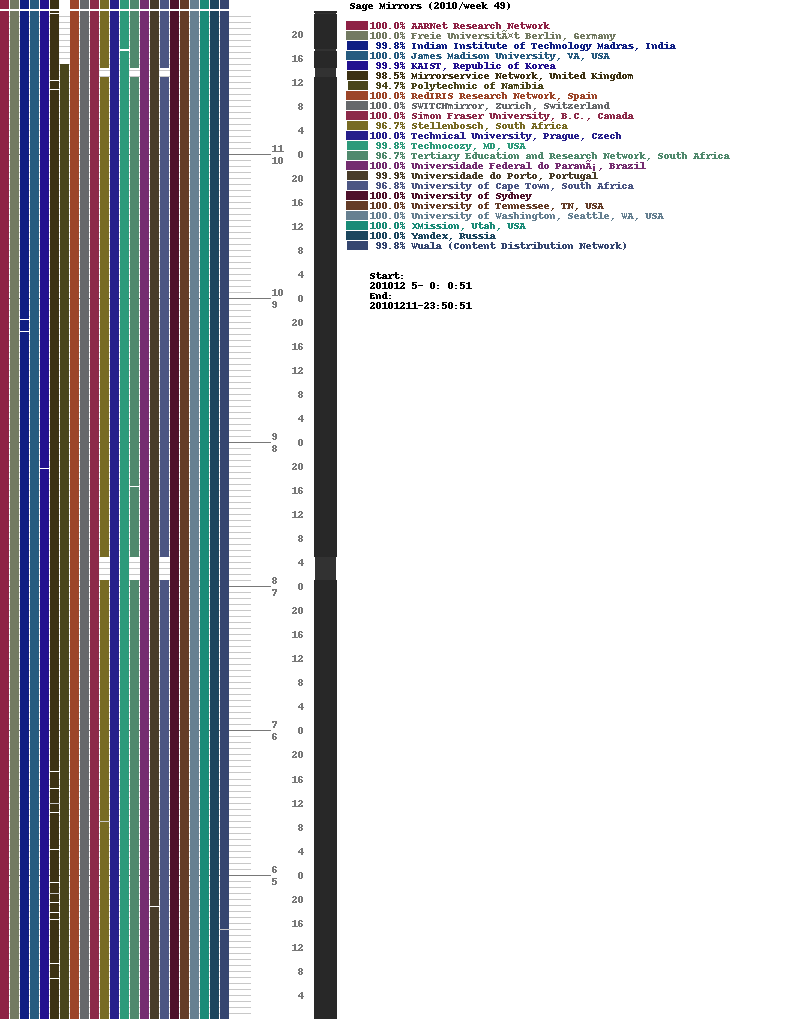 Sage Mirrors (2010/week 49)
100.0% AARNet Research Network
100.0% Freie UniversitÃ¤t Berlin, Germany
99.8% Indian Institute of Technology Madras, India
100.0% James Madison University, VA, USA
99.9% KAIST, Republic of Korea
98.5% Mirrorservice Network, United Kingdom
94.7% Polytechnic of Namibia
100.0% RedIRIS Research Network, Spain
100.0% SWITCHmirror, Zurich, Switzerland
100.0% Simon Fraser University, B.C., Canada
96.7% Stellenbosch, South Africa
100.0% Technical University, Prague, Czech
99.8% Technocozy, MD, USA
96.7% Tertiary Education and Research Network, South Africa
100.0% Universidade Federal do ParanÃ¡, Brazil
99.9% Universidade do Porto, Portugal
96.8% University of Cape Town, South Africa
100.0% University of Sydney
100.0% University of Tennessee, TN, USA
100.0% University of Washington, Seattle, WA, USA
100.0% XMission, Utah, USA
100.0% Yandex, Russia
99.8% Wuala (Content Distribution Network)
Start:
201012 5- 0: 0:51
End:
20101211-23:50:51
20
16
12
8
4
11
0
10
20
16
12
8
4
10
0
9
20
16
12
8
4
9
0
8
20
16
12
8
4
8
0
7
20
16
12
8
4
7
0
6
20
16
12
8
4
6
0
5
20
16
12
8
4